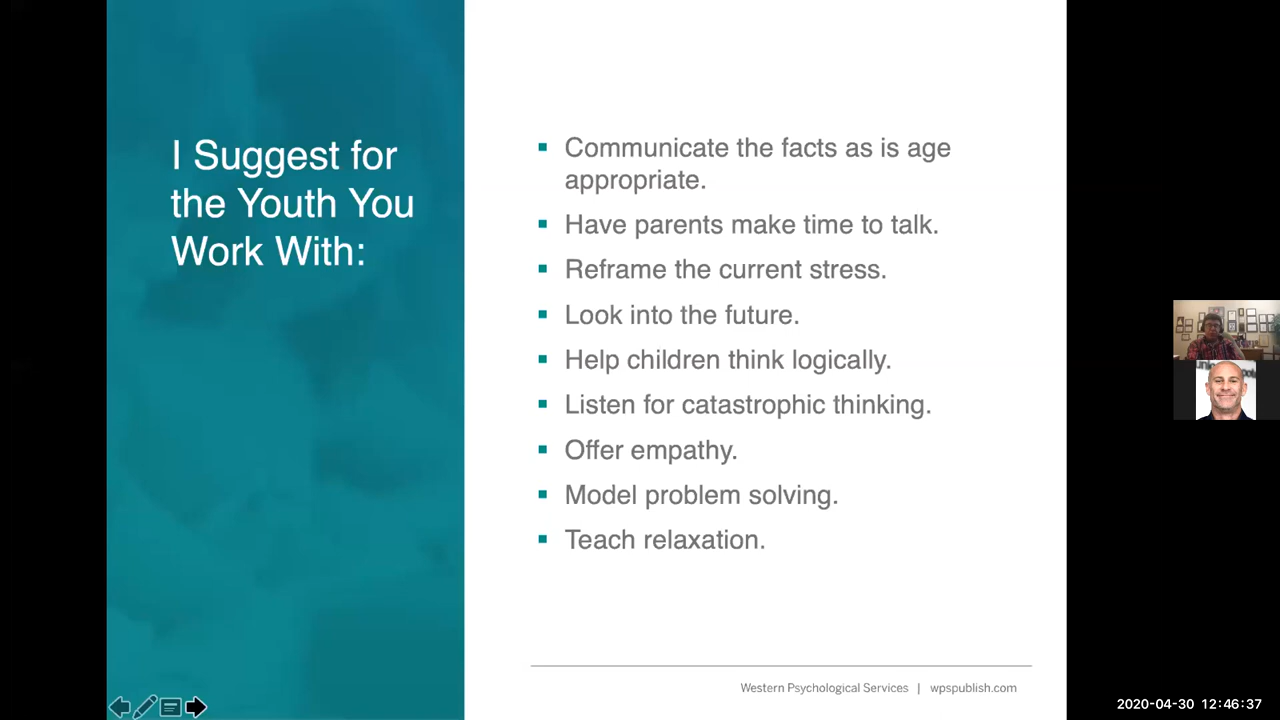 I Suggest for
the Youth You
Work With:
Communicate the facts as is age
appropriate.
Have parents make time to talk.
Reframe the current stress.
Look into the future.
Help children think logically.
Listen for catastrophic thinking.
Offer empathy.
Model problem solving.
Teach relaxation.
Western Psychological Services | wpspublish.com
2020-04-30 12:46:37